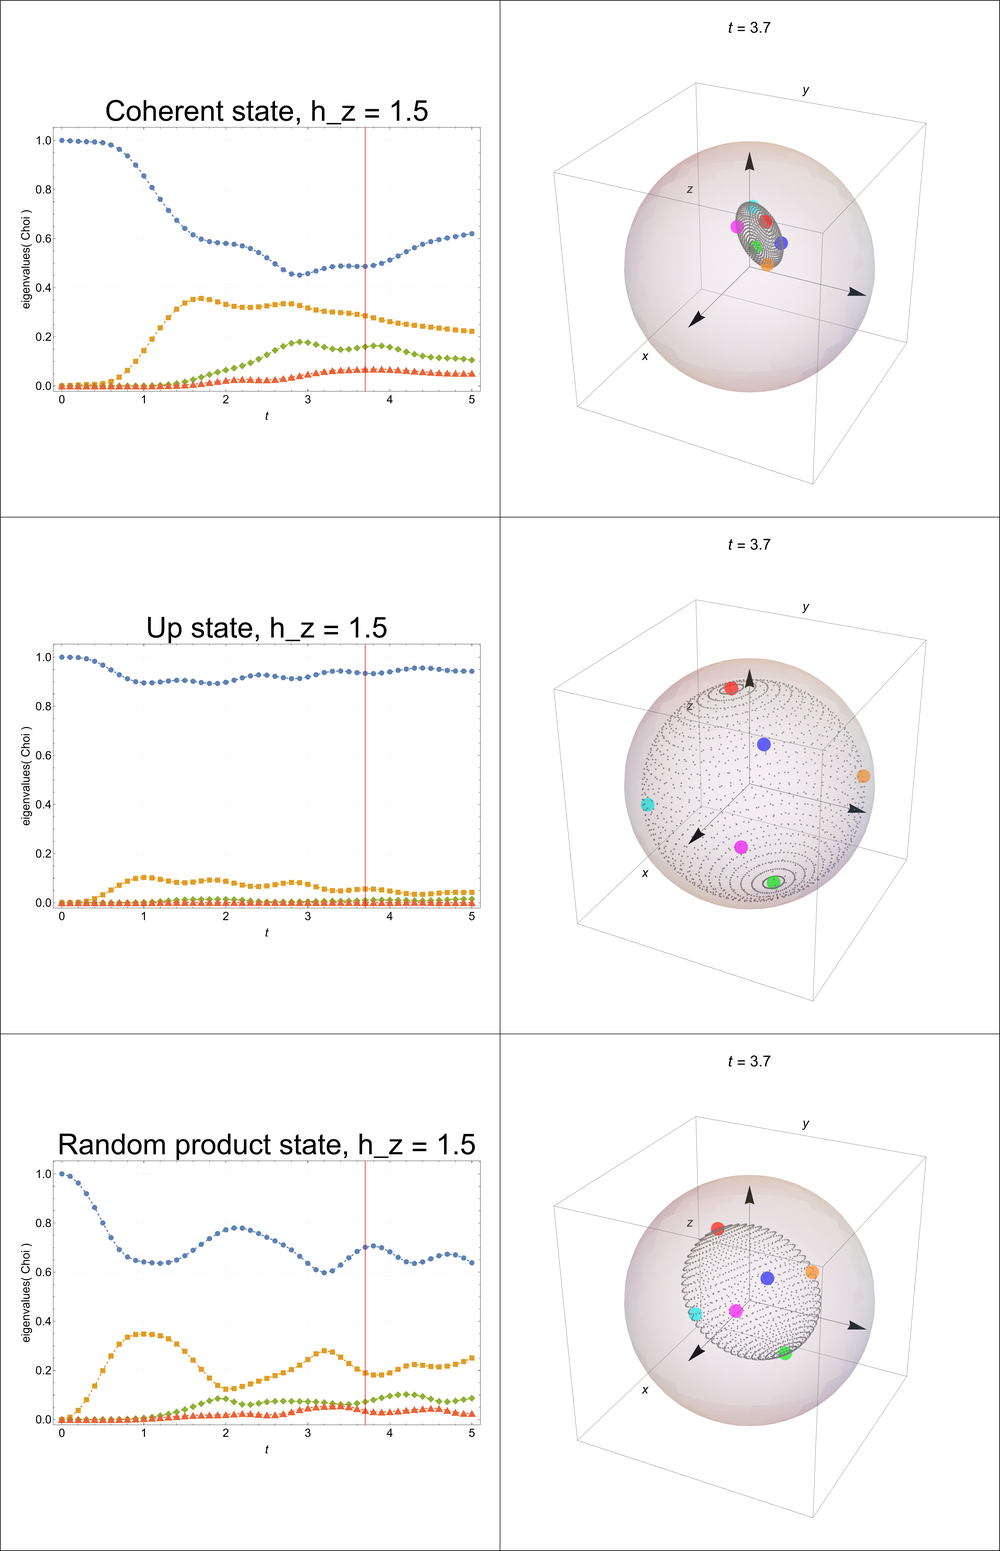 t = 3.7
Coherent state, h_z = 1.5
eigenvalues( Choi )
1.0
0.8
0.6
0.4
0.2
0.0
0 1 2 3 4 5
t
y
z
x
t = 3.7
Up state, h_z = 1.5
eigenvalues( Choi )
1.0
0.8
0.6
0.4
0.2
0.0
0 1 2 3 4 5
t
y
z
x
t = 3.7
Random product state, h_z = 1.5
eigenvalues( Choi )
1.0
0.8
0.6
0.4
0.2
0.0
0 1 2 3 4 5
t
y
z
x